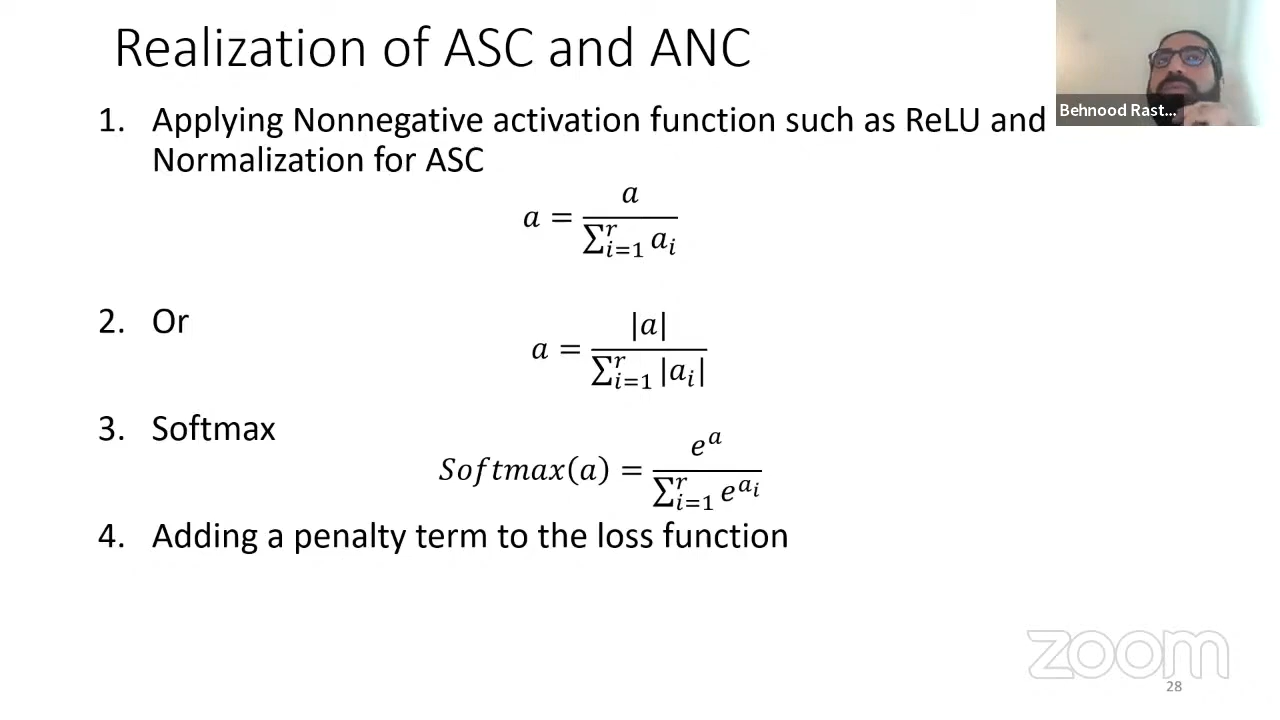 Realization of ASC and ANC
Behnood Rast...
1. Applying Nonnegative activation function such as ReLU and
Normalization for ASC
a = a / ∑_{i=1}^{r} a_i
2. Or
a = |a| / ∑_{i=1}^{r} |a_i|
3. Softmax
Softmax(a) = e^a / ∑_{i=1}^{r} e^{a_i}
4. Adding a penalty term to the loss function
zoom
28